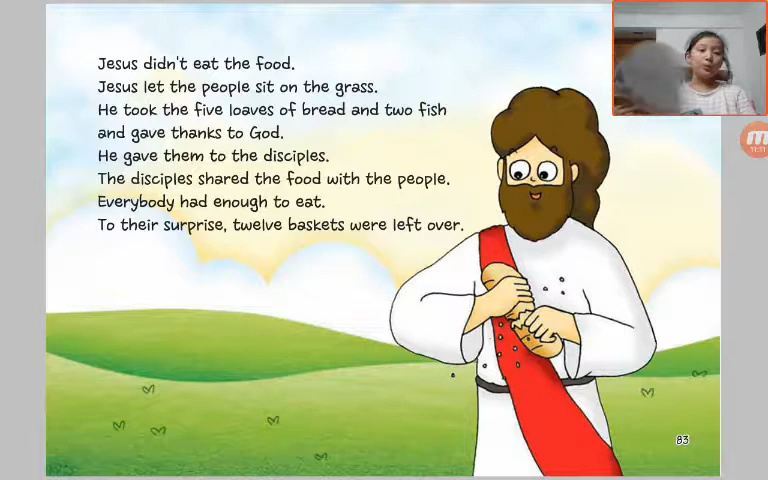 Jesus didn't eat the food.
Jesus let the people sit on the grass.
He took the five loaves of bread and two fish
and gave thanks to God.
He gave them to the disciples.
The disciples shared the food with the people.
Everybody had enough to eat.
To their surprise, twelve baskets were left over.
83